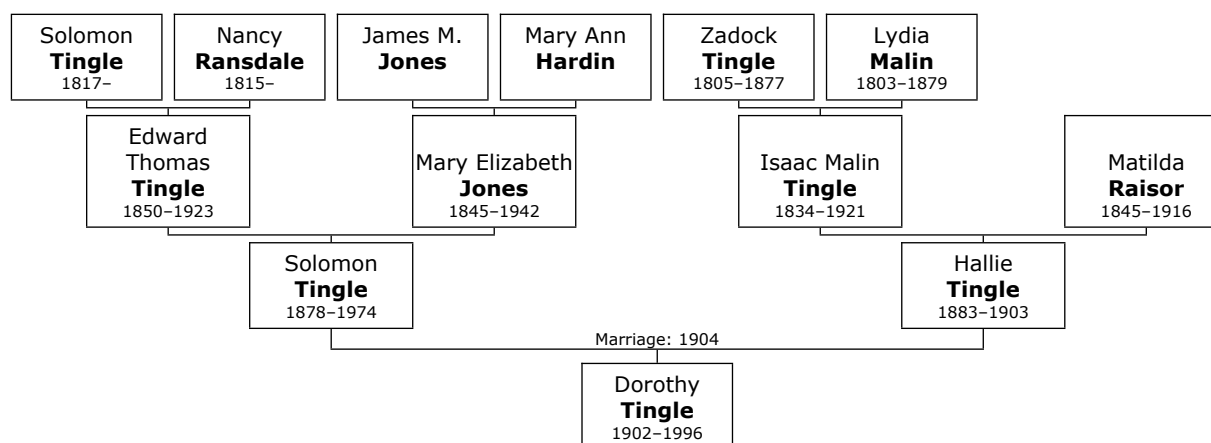 Solomon
Tingle
1817–
Nancy
Ransdale
1815–
James M.
Jones
Mary Ann
Hardin
Zadock
Tingle
1805–1877
Lydia
Malin
1803–1879
Edward
Thomas
Tingle
1850–1923
Mary Elizabeth
Jones
1845–1942
Isaac Malin
Tingle
1834–1921
Matilda
Raisor
1845–1916
Solomon
Tingle
1878–1974
Hallie
Tingle
1883–1903
Marriage: 1904
Dorothy
Tingle
1902–1996